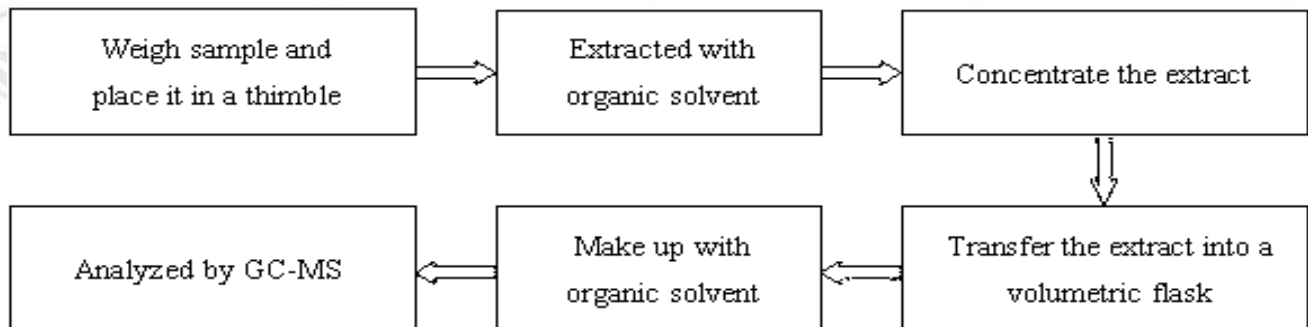 Weigh sample and
place it in a thimble
Extracted with
organic solvent
Concentrate the extract
Transfer the extract into a
volumetric flask
Make up with
organic solvent
Analyzed by GC-MS